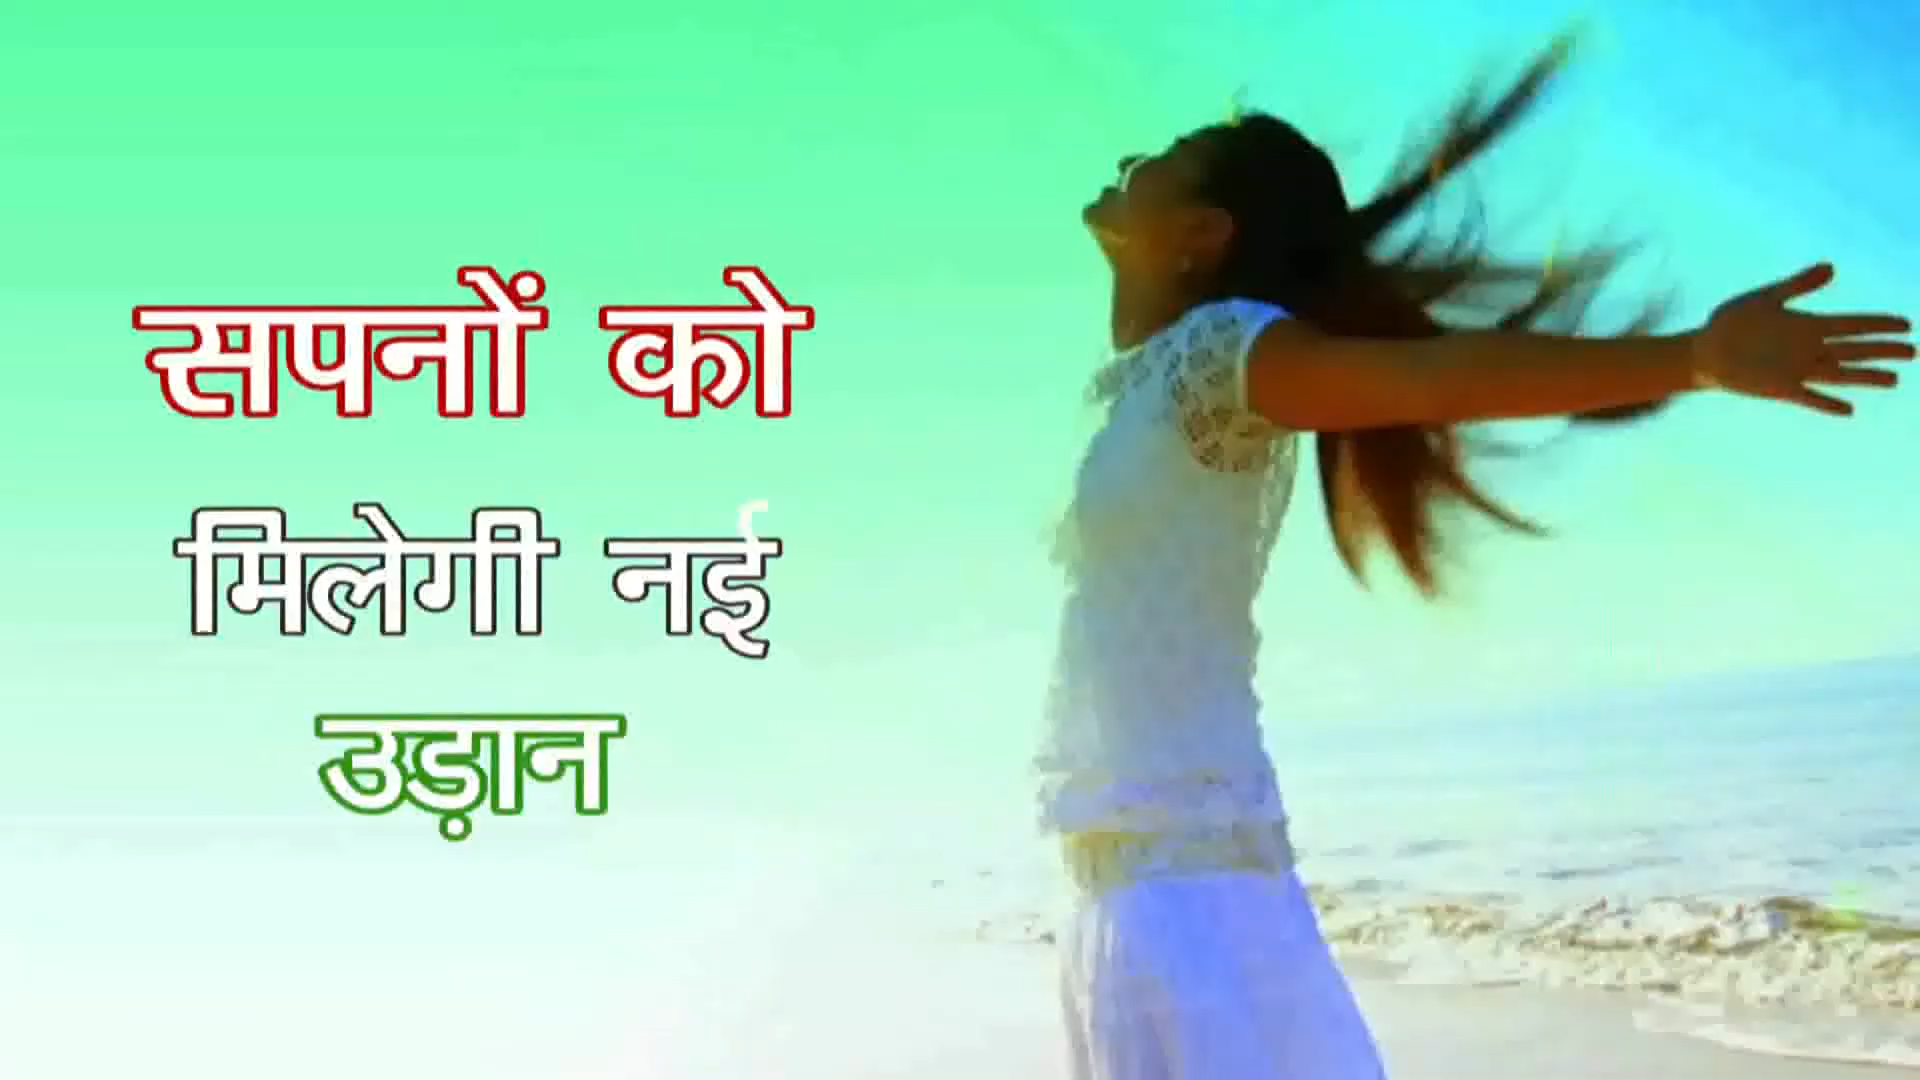 सपनों को
मिलेगी नई
उड़ान